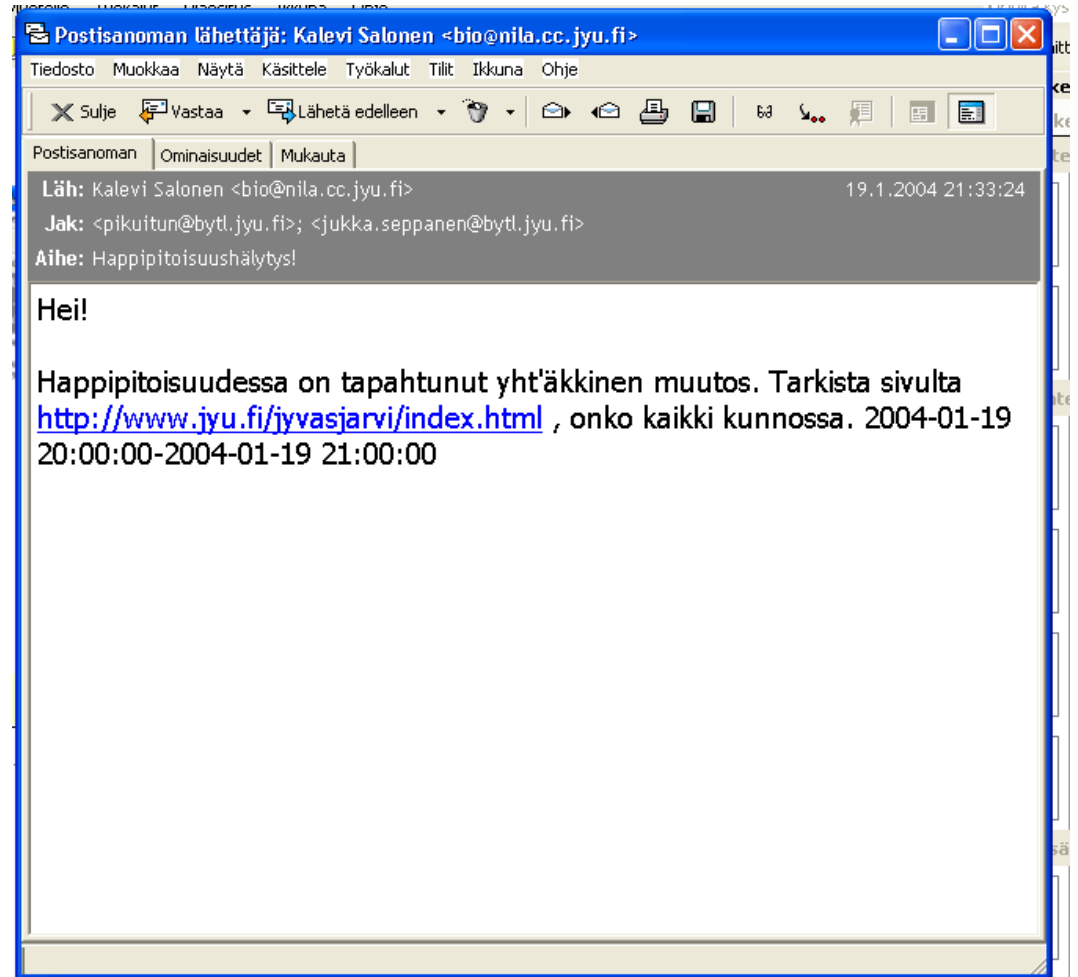 Postisanoman lähettäjä: Kalevi Salonen <bio@nila.cc.jyu.fi>
Tiedosto Muokkaa Näytä Käsittele Työkalut Tilit Ikkuna Ohje
Sulje Vastaa Lähetä edelleen
Postisanoman Ominaisuudet Mukauta
Läh: Kalevi Salonen <bio@nila.cc.jyu.fi> 19.1.2004 21:33:24
Jak: <pikuitun@bytl.jyu.fi>; <jukka.seppanen@bytl.jyu.fi>
Aihe: Happipitoisuushälytys!
Hei!
Happipitoisuudessa on tapahtunut yht'äkkinen muutos. Tarkista sivulta
http://www.jyu.fi/jyvasjarvi/index.html , onko kaikki kunnossa. 2004-01-19
20:00:00-2004-01-19 21:00:00